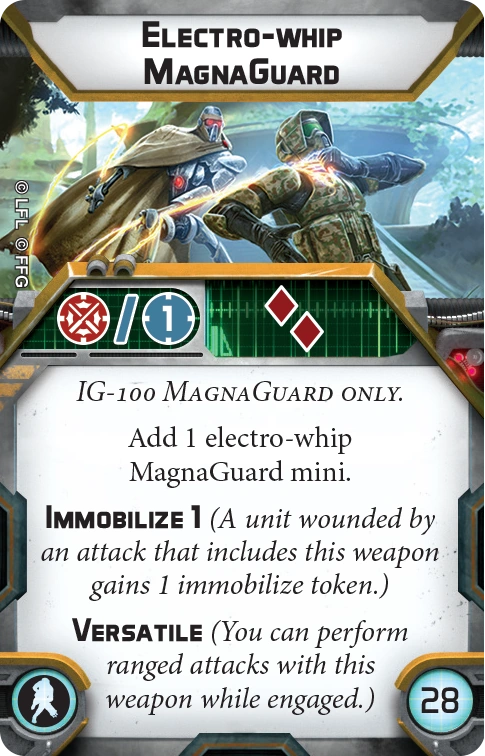 Electro-whip
MagnaGuard
© LFL © FFG
1
IG-100 MagnaGuard only.
Add 1 electro-whip
MagnaGuard mini.
Immobilize 1 (A unit wounded by
an attack that includes this weapon
gains 1 immobilize token.)
Versatile (You can perform
ranged attacks with this
weapon while engaged.)
28